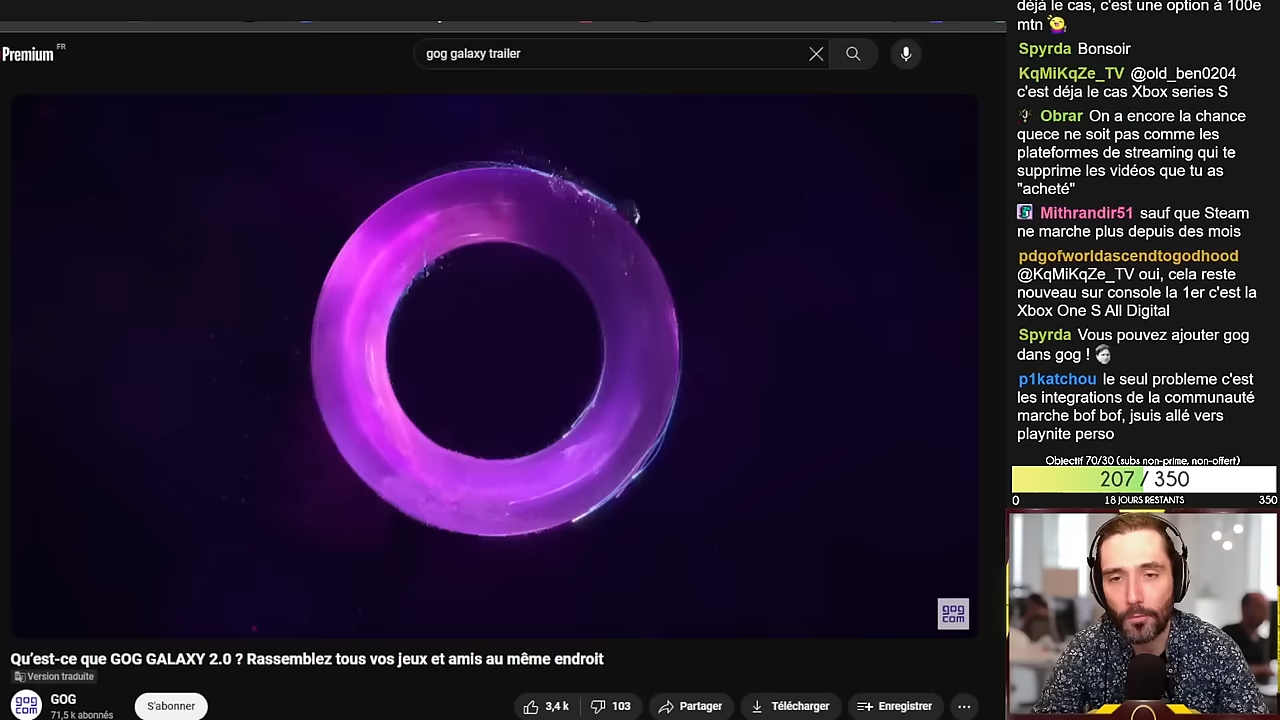 Premium FR
gog galaxy trailer
gog
com
Qu’est-ce que GOG GALAXY 2.0 ? Rassemblez tous vos jeux et amis au même endroit
Version traduite
gog
com
GOG
71,5 k abonnés
S'abonner
3,4 k
103
Partager
Télécharger
Enregistrer
déjà le cas, c'est une option à 100e
mtn
Spyrda Bonsoir
KqMiKqZe_TV @old_ben0204
c'est déja le cas Xbox series S
Obrar On a encore la chance
quece ne soit pas comme les
plateformes de streaming qui te
supprime les vidéos que tu as
"acheté"
Mithrandir51 sauf que Steam
ne marche plus depuis des mois
pdgofworldascendtogodhood
@KqMiKqZe_TV oui, cela reste
nouveau sur console la 1er c'est la
Xbox One S All Digital
Spyrda Vous pouvez ajouter gog
dans gog !
p1katchou le seul probleme c'est
les integrations de la communauté
marche bof bof, jsuis allé vers
playnite perso
Objectif 70/30 (subs non-prime, non-offert)
207 / 350
0 18 JOURS RESTANTS 350